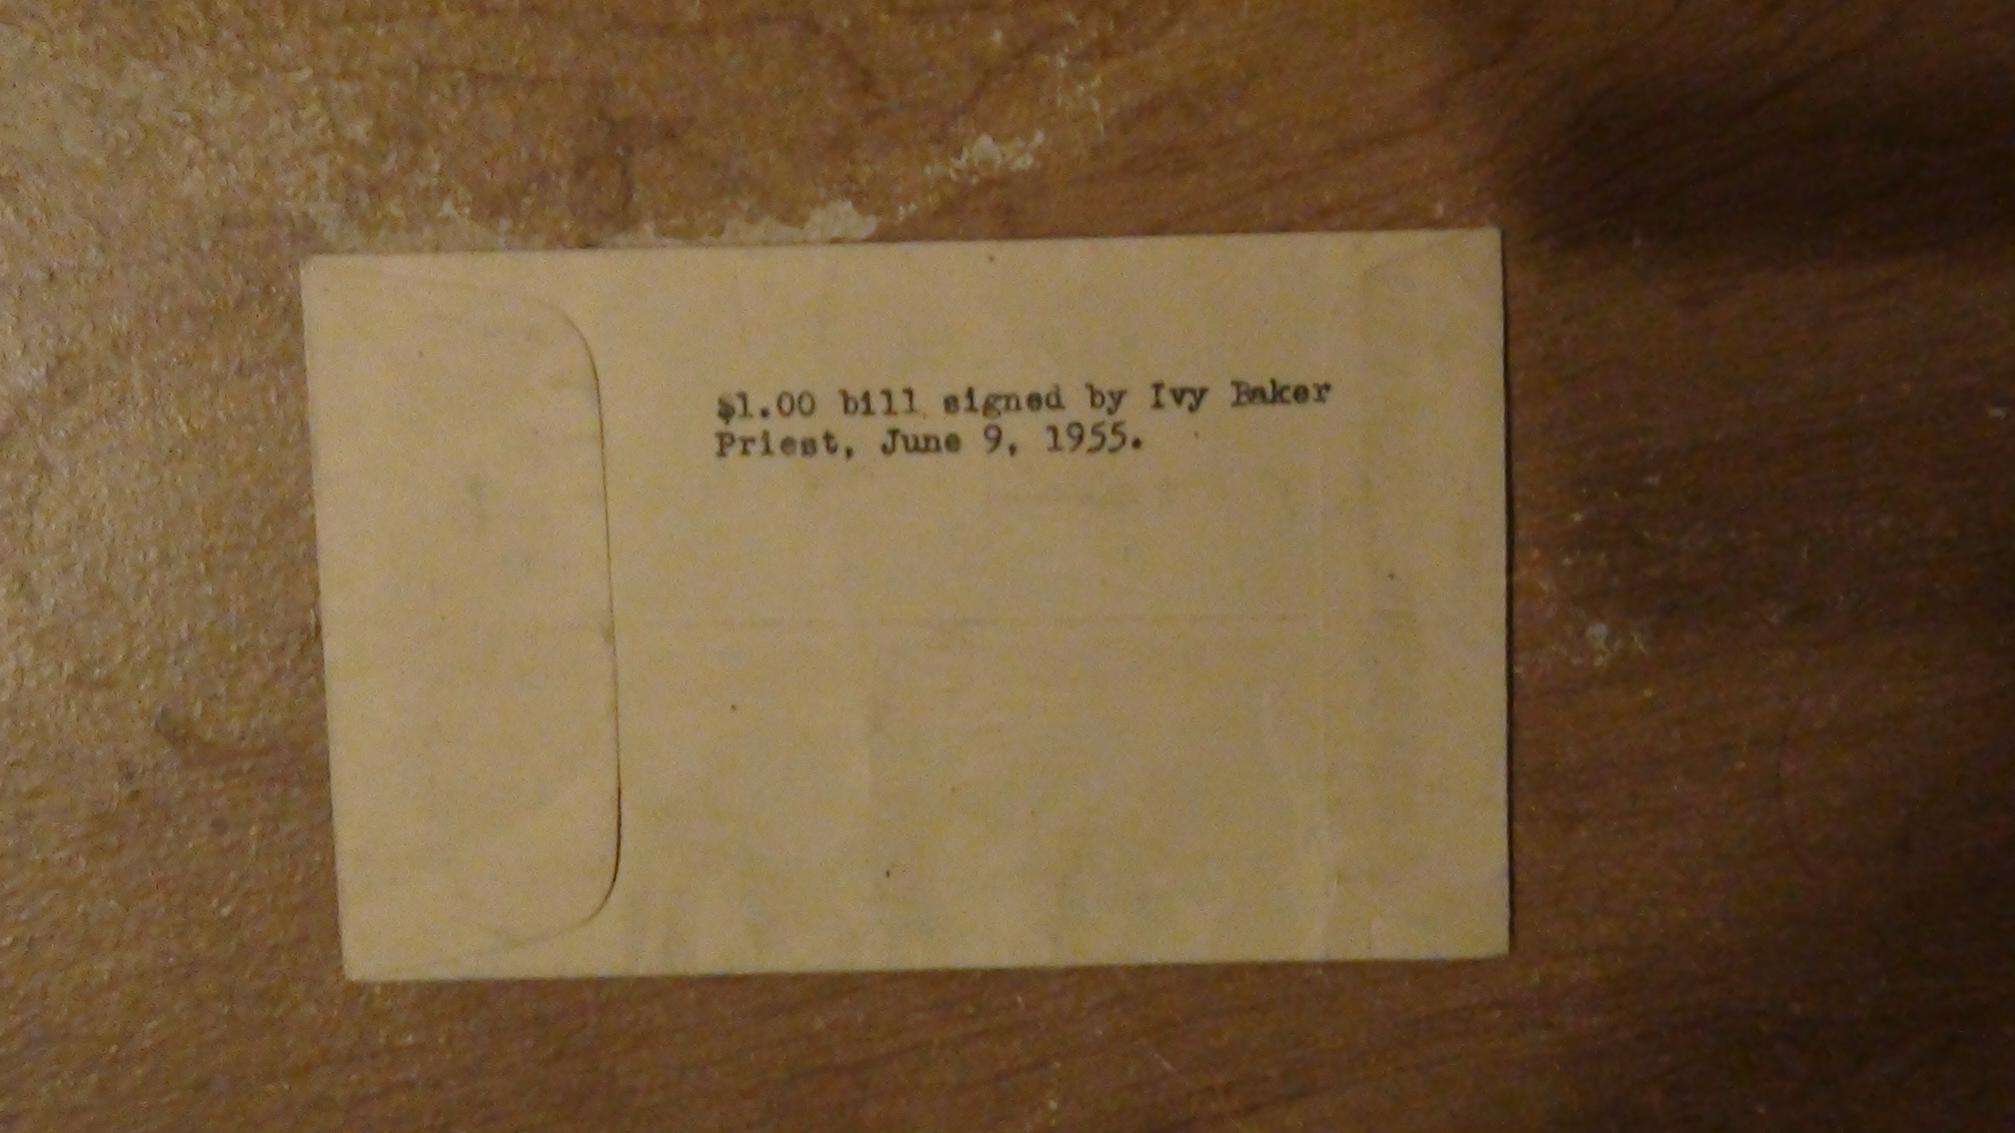 $1.00 bill signed by Ivy Baker
Priest, June 9, 1955.